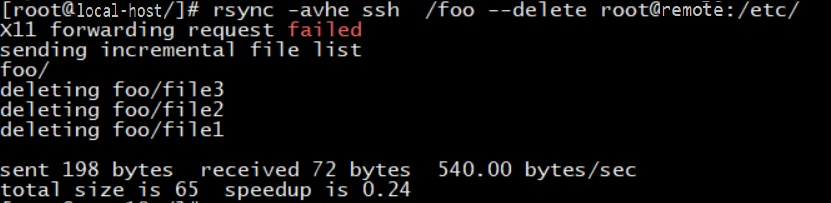 [root@local-host/]# rsync -avhe ssh  /foo --delete root@remote:/etc/
X11 forwarding request failed
sending incremental file list
foo/
deleting foo/file3
deleting foo/file2
deleting foo/file1
sent 198 bytes  received 72 bytes  540.00 bytes/sec
total size is 65  speedup is 0.24